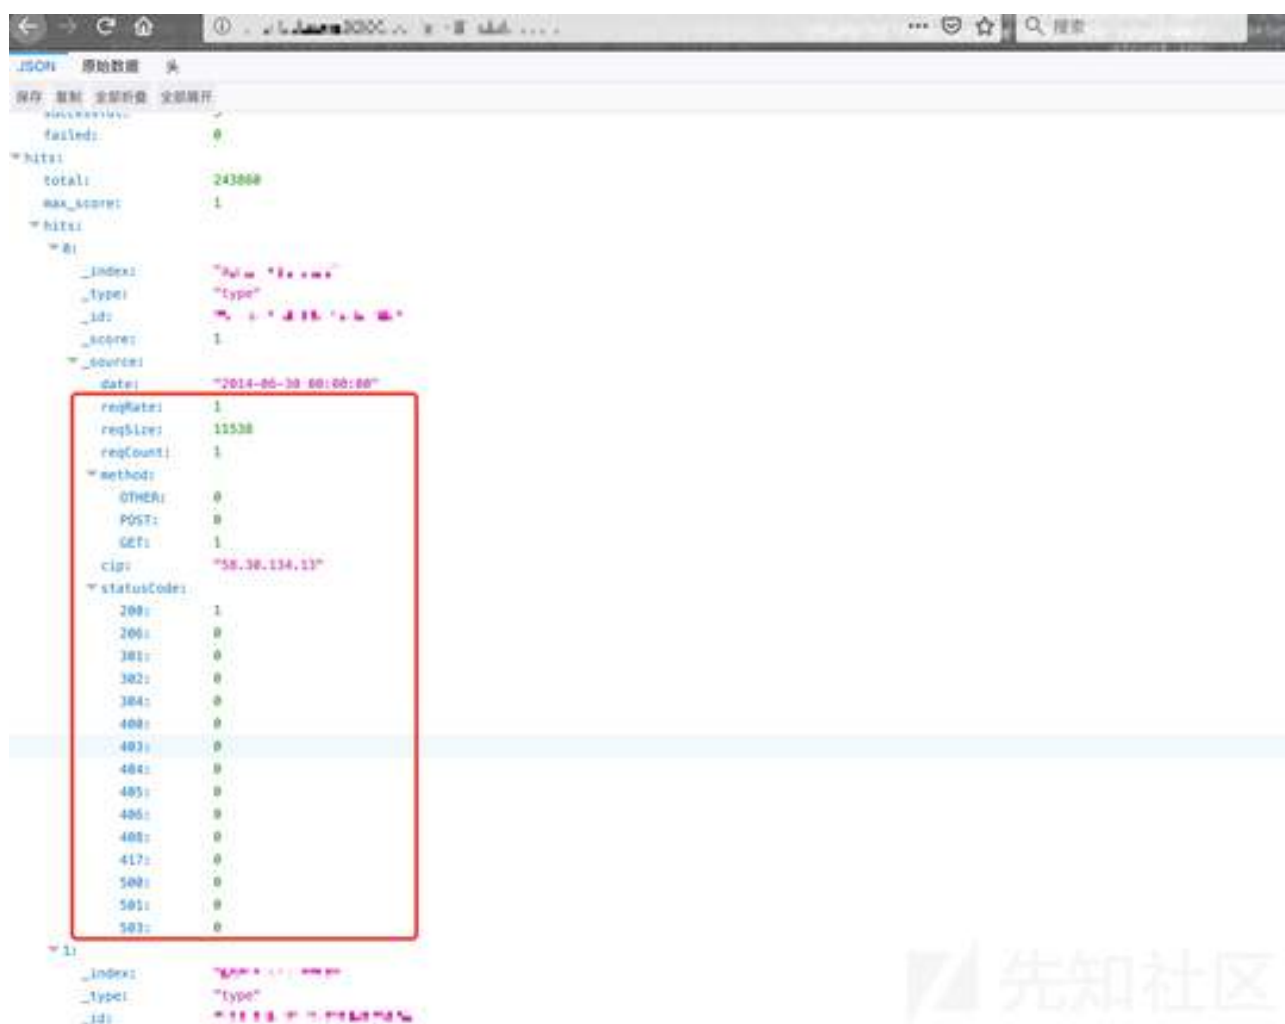 搜索
JSON 原始数据 头
保存 复制 全部折叠 全部展开
failed: 0
hits:
total: 243860
max_score: 1
hits:
0:
_index:
_type: "type"
_id:
_score: 1
_source:
date: "2014-06-30 00:00:00"
reqRate: 1
reqSize: 11538
reqCount: 1
method:
OTHER: 0
POST: 0
GET: 1
cip: "58.30.134.13"
statusCode:
200: 1
206: 0
301: 0
302: 0
304: 0
400: 0
403: 0
404: 0
405: 0
406: 0
408: 0
417: 0
500: 0
501: 0
503: 0
1:
_index:
_type: "type"
_id:
先知社区